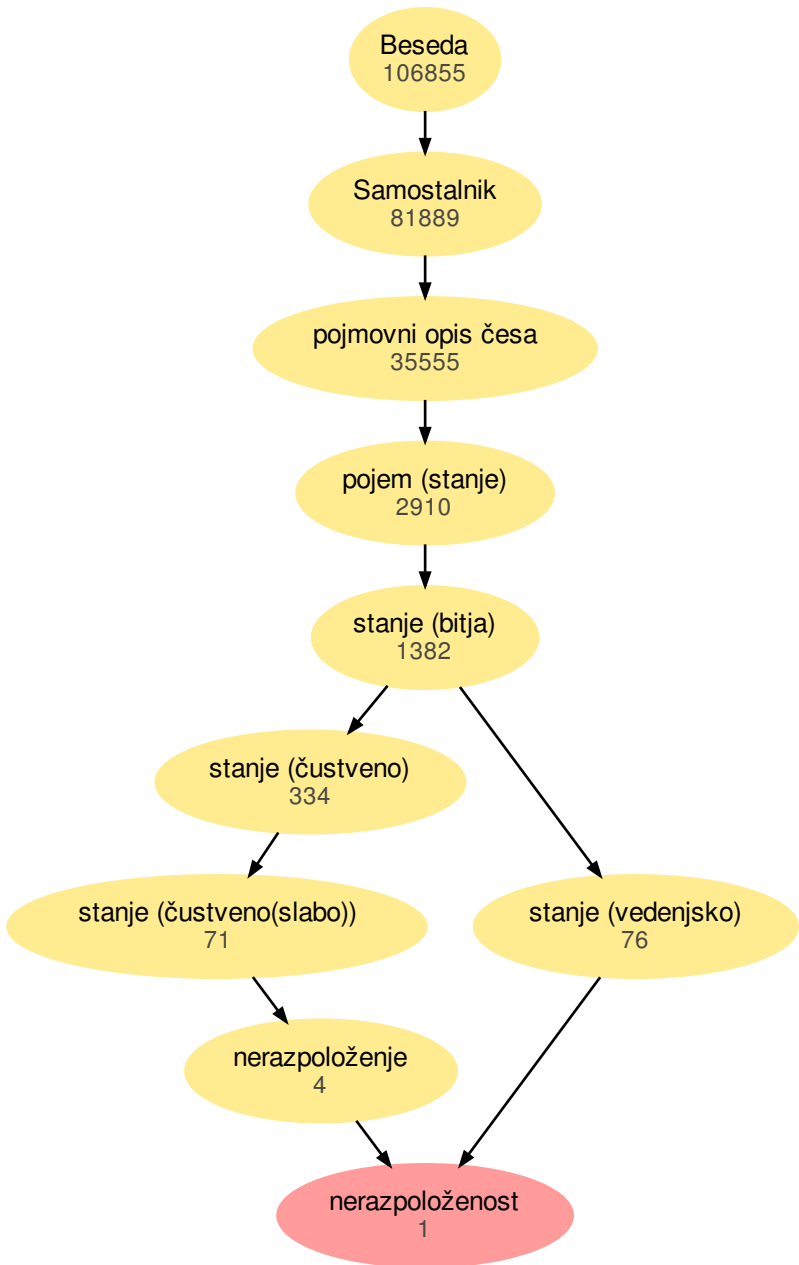 Beseda
106855
Samostalnik
81889
pojmovni opis česa
35555
pojem (stanje)
2910
stanje (bitja)
1382
stanje (čustveno)
334
stanje (čustveno(slabo))
71
stanje (vedenjsko)
76
nerazpoloženje
4
nerazpoloženost
1